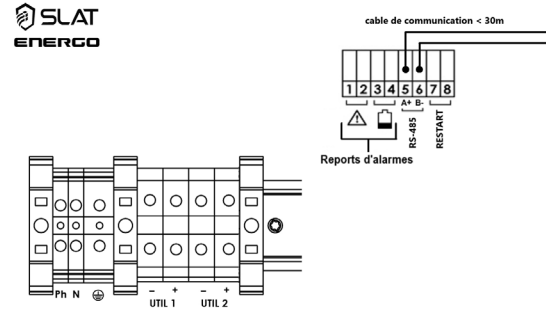 SLAT
ENERGO
cable de communication < 30m
1 2 3 4 5 6 7 8
A+ B-
RS-485
RESTART
Reports d'alarmes
Ph N
- + - +
UTIL 1 UTIL 2